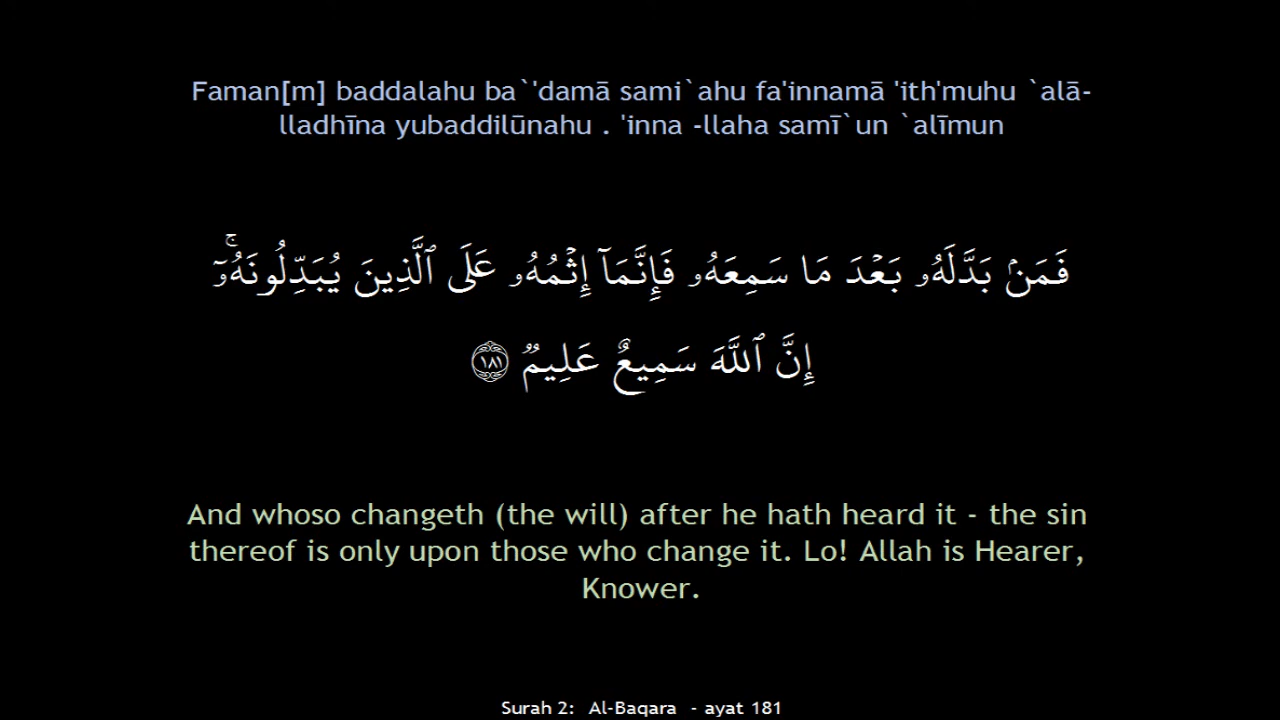 Faman[m] baddalahu ba`'damā sami`ahu fa'innamā 'ith'muhu `alā-
lladhīna yubaddilūnahu . 'inna -llaha samī`un `alīmun
فَمَنۢ بَدَّلَهُۥ بَعْدَ مَا سَمِعَهُۥ فَإِنَّمَآ إِثْمُهُۥ عَلَى ٱلَّذِينَ يُبَدِّلُونَهُۥٓ ۚ
إِنَّ ٱللَّهَ سَمِيعٌ عَلِيمٌ ١٨١
And whoso changeth (the will) after he hath heard it - the sin
thereof is only upon those who change it. Lo! Allah is Hearer,
Knower.
Surah 2: Al-Baqara - ayat 181